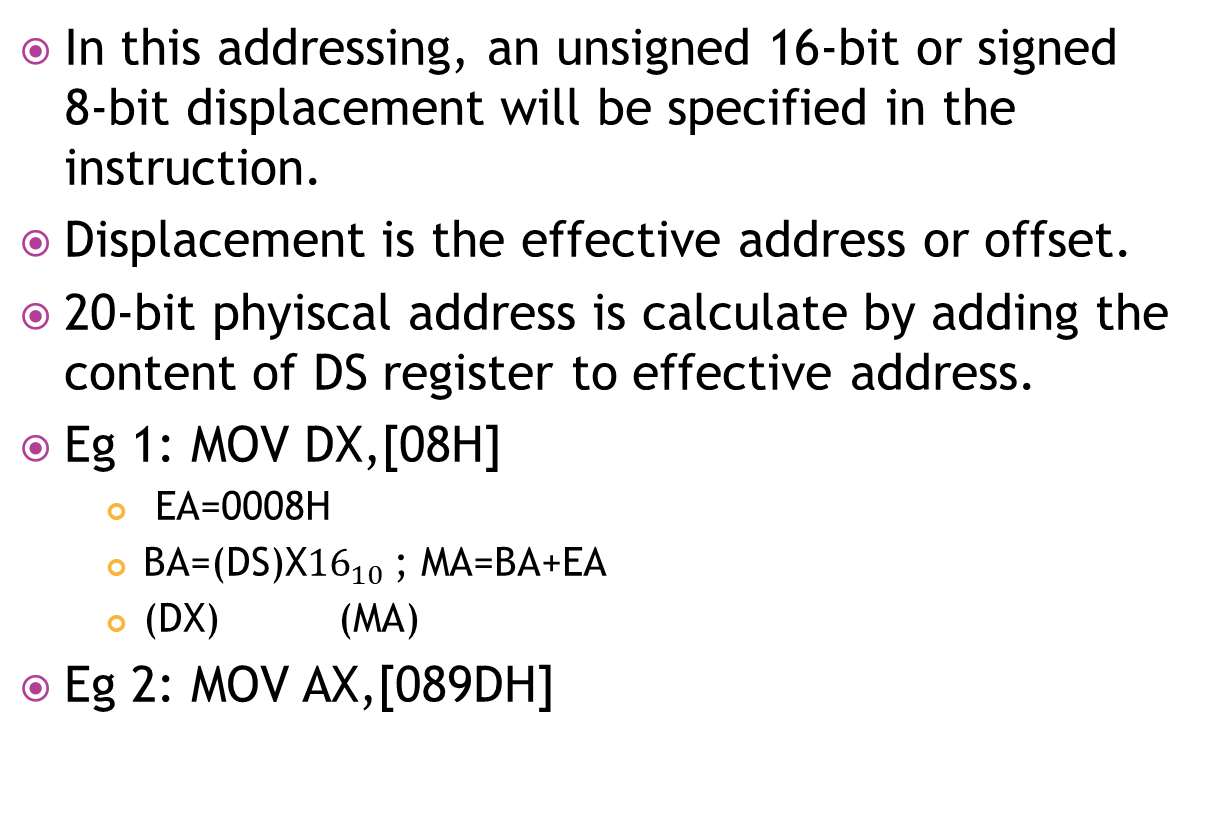 In this addressing, an unsigned 16-bit or signed
8-bit displacement will be specified in the
instruction.
Displacement is the effective address or offset.
20-bit phyiscal address is calculate by adding the
content of DS register to effective address.
Eg 1: MOV DX,[08H]
EA=0008H
BA=(DS)X16₁₀ ; MA=BA+EA
(DX) (MA)
Eg 2: MOV AX,[089DH]